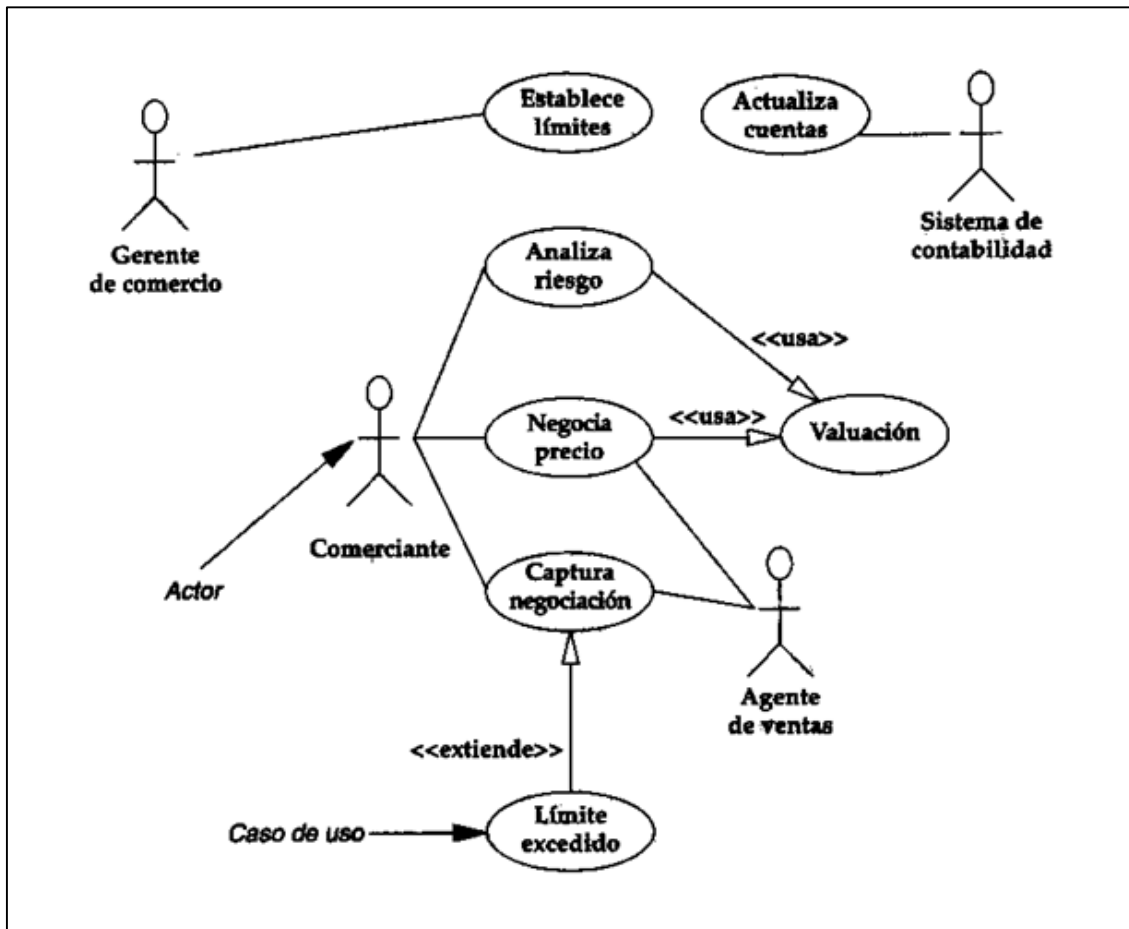 Establece
límites
Actualiza
cuentas
Gerente
de comercio
Sistema de
contabilidad
Analiza
riesgo
<<usa>>
Negocia
precio
<<usa>>
Valuación
Comerciante
Actor
Captura
negociación
Agente
de ventas
<<extiende>>
Caso de uso
Límite
excedido